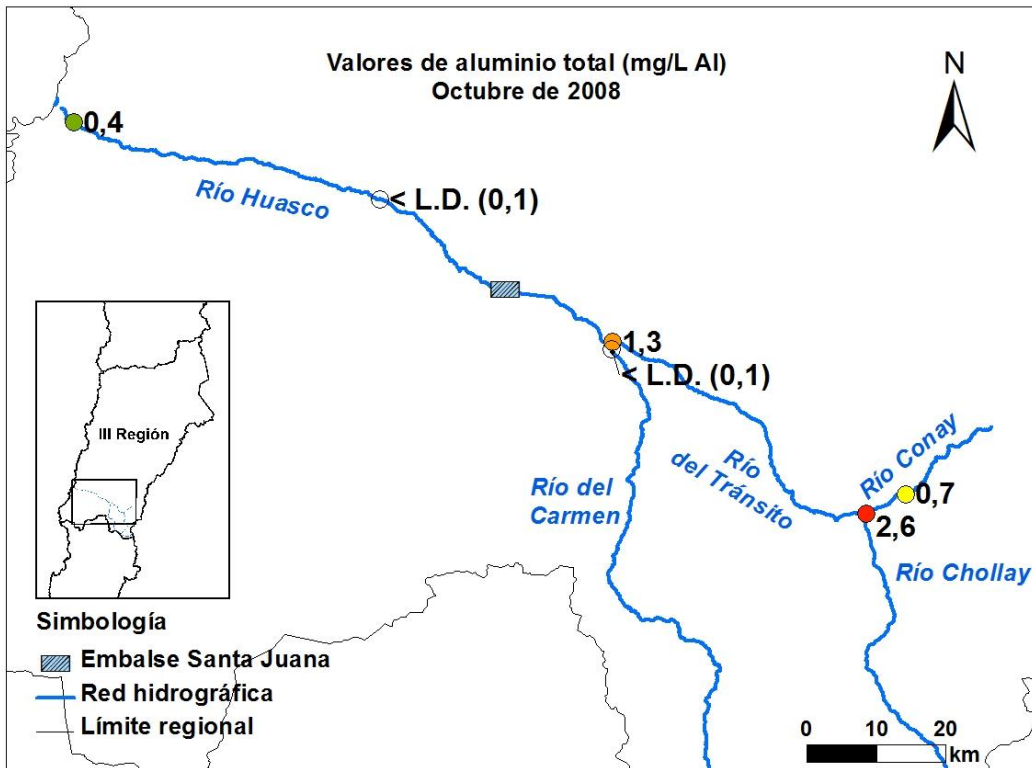 Valores de aluminio total (mg/L Al)
Octubre de 2008
N
0,4
Río Huasco
< L.D. (0,1)
1,3
< L.D. (0,1)
Río del
Carmen
Río
del Tránsito
Río Conay
0,7
2,6
Río Chollay
III Región
Simbología
Embalse Santa Juana
Red hidrográfica
Límite regional
0 10 20
km